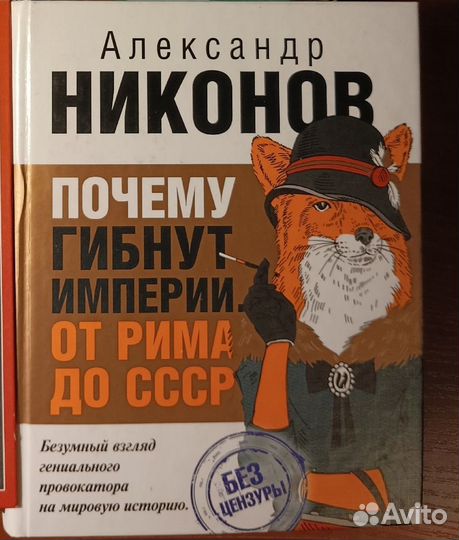 Александр
НИКОНОВ
ПОЧЕМУ
ГИБНУТ
ИМПЕРИИ.
ОТ РИМА
ДО СССР
Безумный взгляд
гениального
провокатора
на мировую историю.
БЕЗ
ЦЕНЗУРЫ
Avito